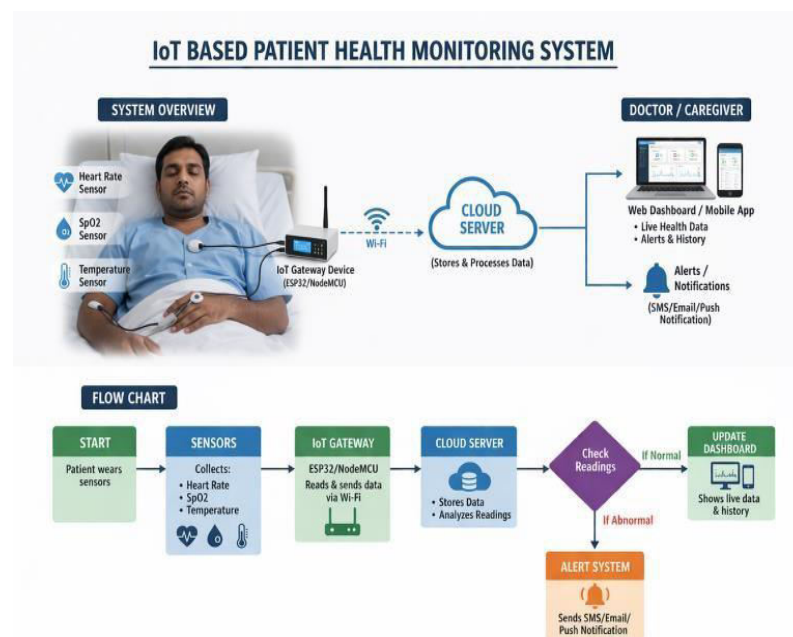 IoT BASED PATIENT HEALTH MONITORING SYSTEM
SYSTEM OVERVIEW
Heart Rate
Sensor
SpO2
Sensor
Temperature
Sensor
IoT Gateway Device
(ESP32/NodeMCU)
Wi-Fi
CLOUD
SERVER
(Stores & Processes Data)
DOCTOR / CAREGIVER
Web Dashboard / Mobile App
• Live Health Data
• Alerts & History
Alerts /
Notifications
(SMS/Email/Push
Notification)
FLOW CHART
START
Patient wears
sensors
SENSORS
Collects:
• Heart Rate
• SpO2
• Temperature
IoT GATEWAY
ESP32/NodeMCU
Reads & sends data
via Wi-Fi
CLOUD SERVER
• Stores Data
• Analyzes Readings
Check
Readings
If Normal
If Abnormal
UPDATE
DASHBOARD
Shows live data
& history
ALERT SYSTEM
Sends SMS/Email/
Push Notification